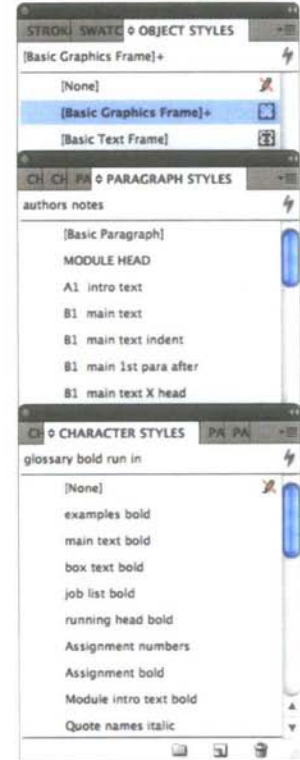 STROKI SWATC OBJECT STYLES
[Basic Graphics Frame]+
[None]
[Basic Graphics Frame]+
[Basic Text Frame]
CH CH PA PARAGRAPH STYLES
authors notes
[Basic Paragraph]
MODULE HEAD
A1 intro text
B1 main text
B1 main text indent
B1 main text 1st para after
B1 main text X head
CH CHARACTER STYLES PA PA
glossary bold run in
[None]
examples bold
main text bold
box text bold
job list bold
running head bold
Assignment numbers
Assignment bold
Module intro text bold
Quote names italic